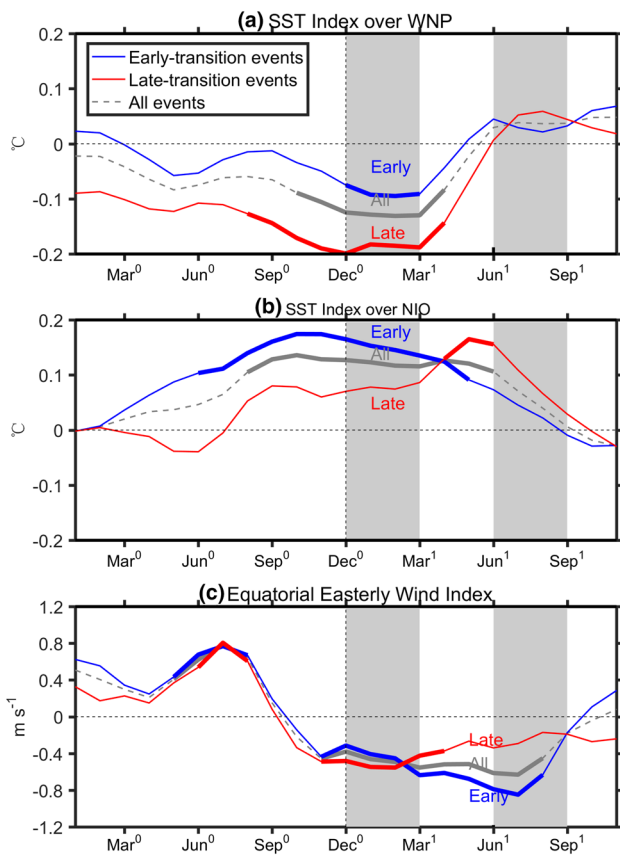 (a) SST Index over WNP
0.2
Early-transition events
Late-transition events
All events
0.1
°C
0
Early
-0.1
All
Late
-0.2
Mar⁰ Jun⁰ Sep⁰ Dec⁰ Mar¹ Jun¹ Sep¹
(b) SST Index over NIO
0.2
Early
0.1
All
Late
°C
0
-0.1
-0.2
Mar⁰ Jun⁰ Sep⁰ Dec⁰ Mar¹ Jun¹ Sep¹
(c) Equatorial Easterly Wind Index
1.2
0.8
0.4
m s⁻¹
0
Late
-0.4
All
-0.8
Early
-1.2
Mar⁰ Jun⁰ Sep⁰ Dec⁰ Mar¹ Jun¹ Sep¹